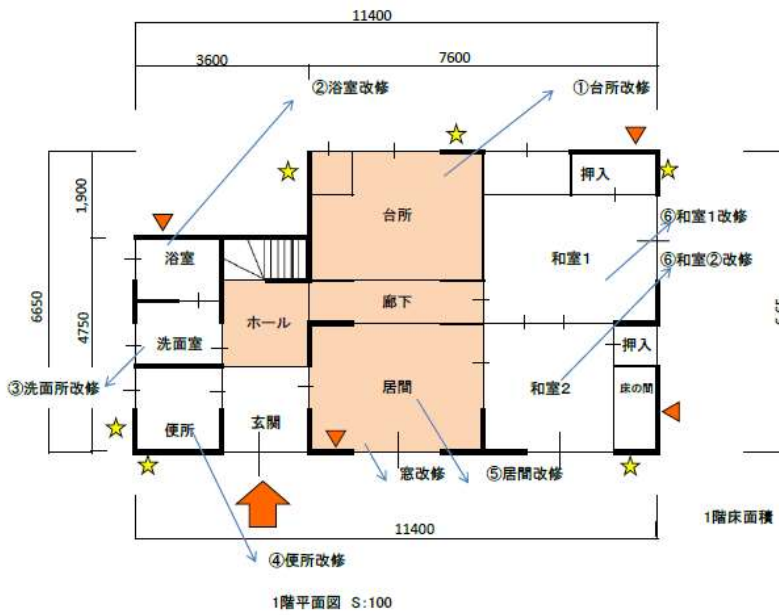 11400
3600
7600
②浴室改修
①台所改修
押入
台所
1,900
6650
4750
浴室
和室1
⑥和室1改修
⑥和室②改修
廊下
ホール
洗面室
押入
③洗面所改修
居間
和室2
床の間
便所
玄関
窓改修
⑤居間改修
④便所改修
11400
1階床面積
1階平面図 S:100